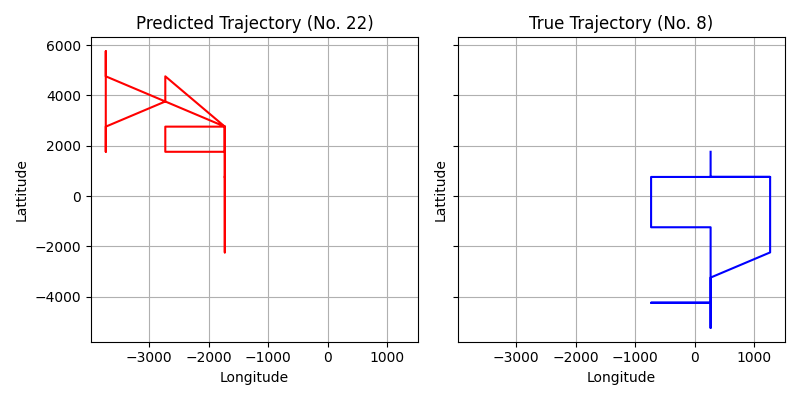 Predicted Trajectory (No. 22)
True Trajectory (No. 8)
6000
4000
2000
0
−2000
−4000
Lattitude
Lattitude
−3000 −2000 −1000 0 1000
−3000 −2000 −1000 0 1000
Longitude
Longitude